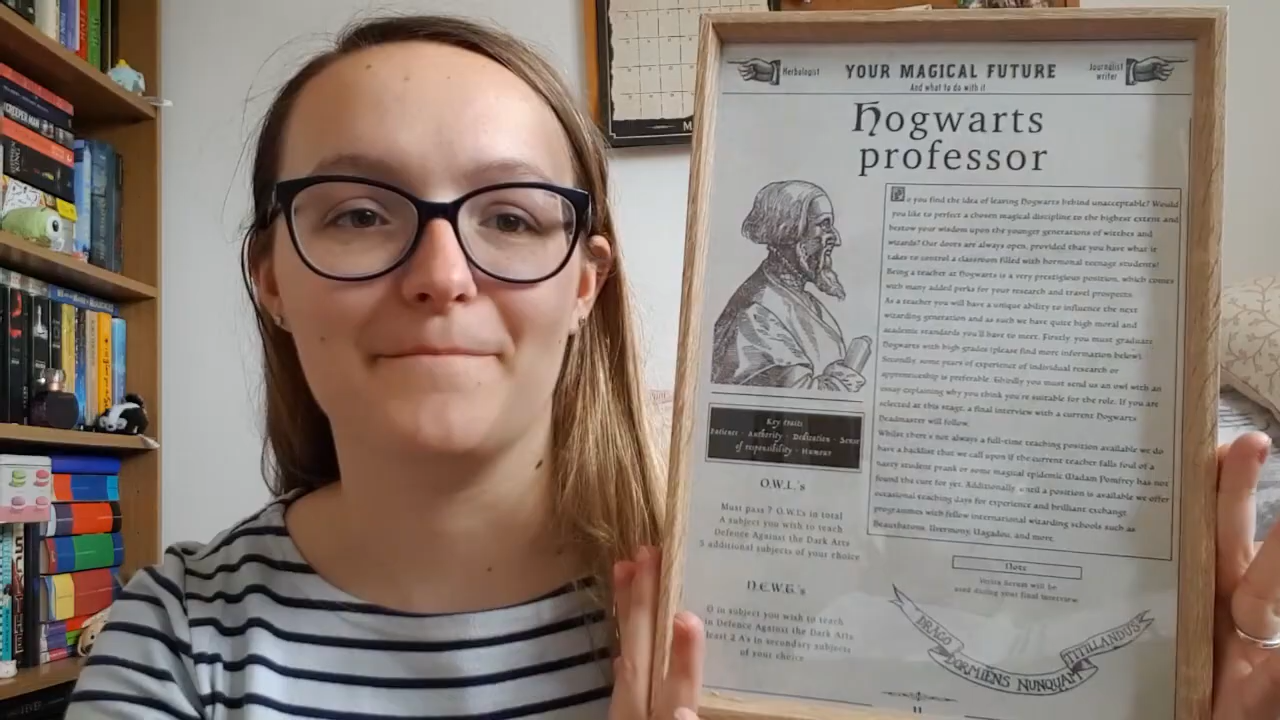 CREEPER MAN
Herbologist
YOUR MAGICAL FUTURE
And what to do with it
Journalist
writer
Hogwarts
professor
o you find the idea of leaving Hogwarts behind unacceptable? Would
you like to perfect a chosen magical discipline to the highest extent and
bestow your wisdom upon the younger generations of witches and
wizards? Our doors are always open, provided that you have what it
takes to control a classroom filled with hormonal teenage students!
Being a teacher at Hogwarts is a very prestigious position, which comes
with many added perks for your research and travel prospects.
As a teacher you will have a unique ability to influence the next
wizarding generation and as such we have quite high moral and
academic standards you'll have to meet. Firstly, you must graduate
Hogwarts with high grades (please find more information below).
Secondly, some years of experience of individual research or
apprenticeship is preferable. Thirdly you must send us an owl with an
essay explaining why you think you're suitable for the role. If you are
selected at this stage, a final interview with a current Hogwarts
Headmaster will follow.
Whilst there's not always a full-time teaching position available we do
have a backlist that we call upon if the current teacher falls foul of a
nasty student prank or some magical epidemic Madam Pomfrey has not
found the cure for yet. Additionally, until a position is available we offer
occasional teaching days for experience and brilliant exchange
programmes with fellow international wizarding schools such as
Beauxbatons, Ilvermony, Uagadou, and more.
Key traits
Patience · Authority · Dedication · Sense
of responsibility · Humour
O.W.L.'s
Must pass 7 O.W.L's in total
A subject you wish to teach
Defence Against the Dark Arts
5 additional subjects of your choice
N.E.W.T.'s
O in subject you wish to teach
in Defence Against the Dark Arts
least 2 A's in secondary subjects
of your choice
Note
Verita Serum will be
used during your final interview
DRACO
DORMIENS NUNQUAM
TITILLANDUS
11